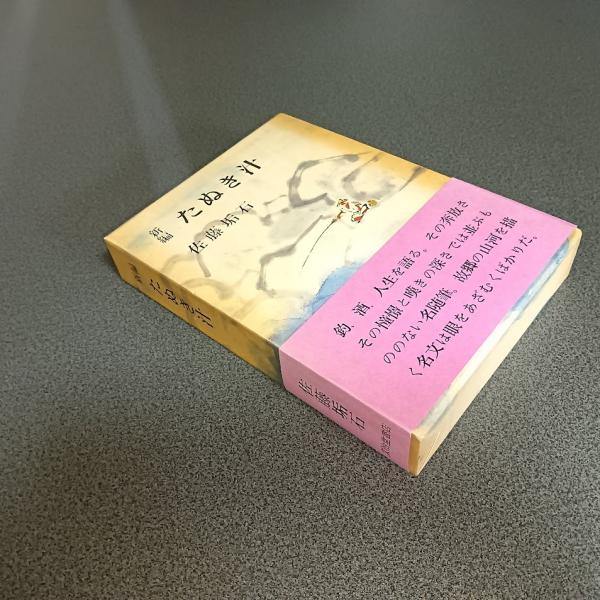 新編
たぬき汁
佐藤垢石
釣、酒、人生を語る。その奔放さ
その憧憬と嘆きの深さでは並ぶも
ののない名随筆。故郷の山河を描
く名文は眼をあざむくばかりだ。
新編
たぬき汁
佐藤垢石